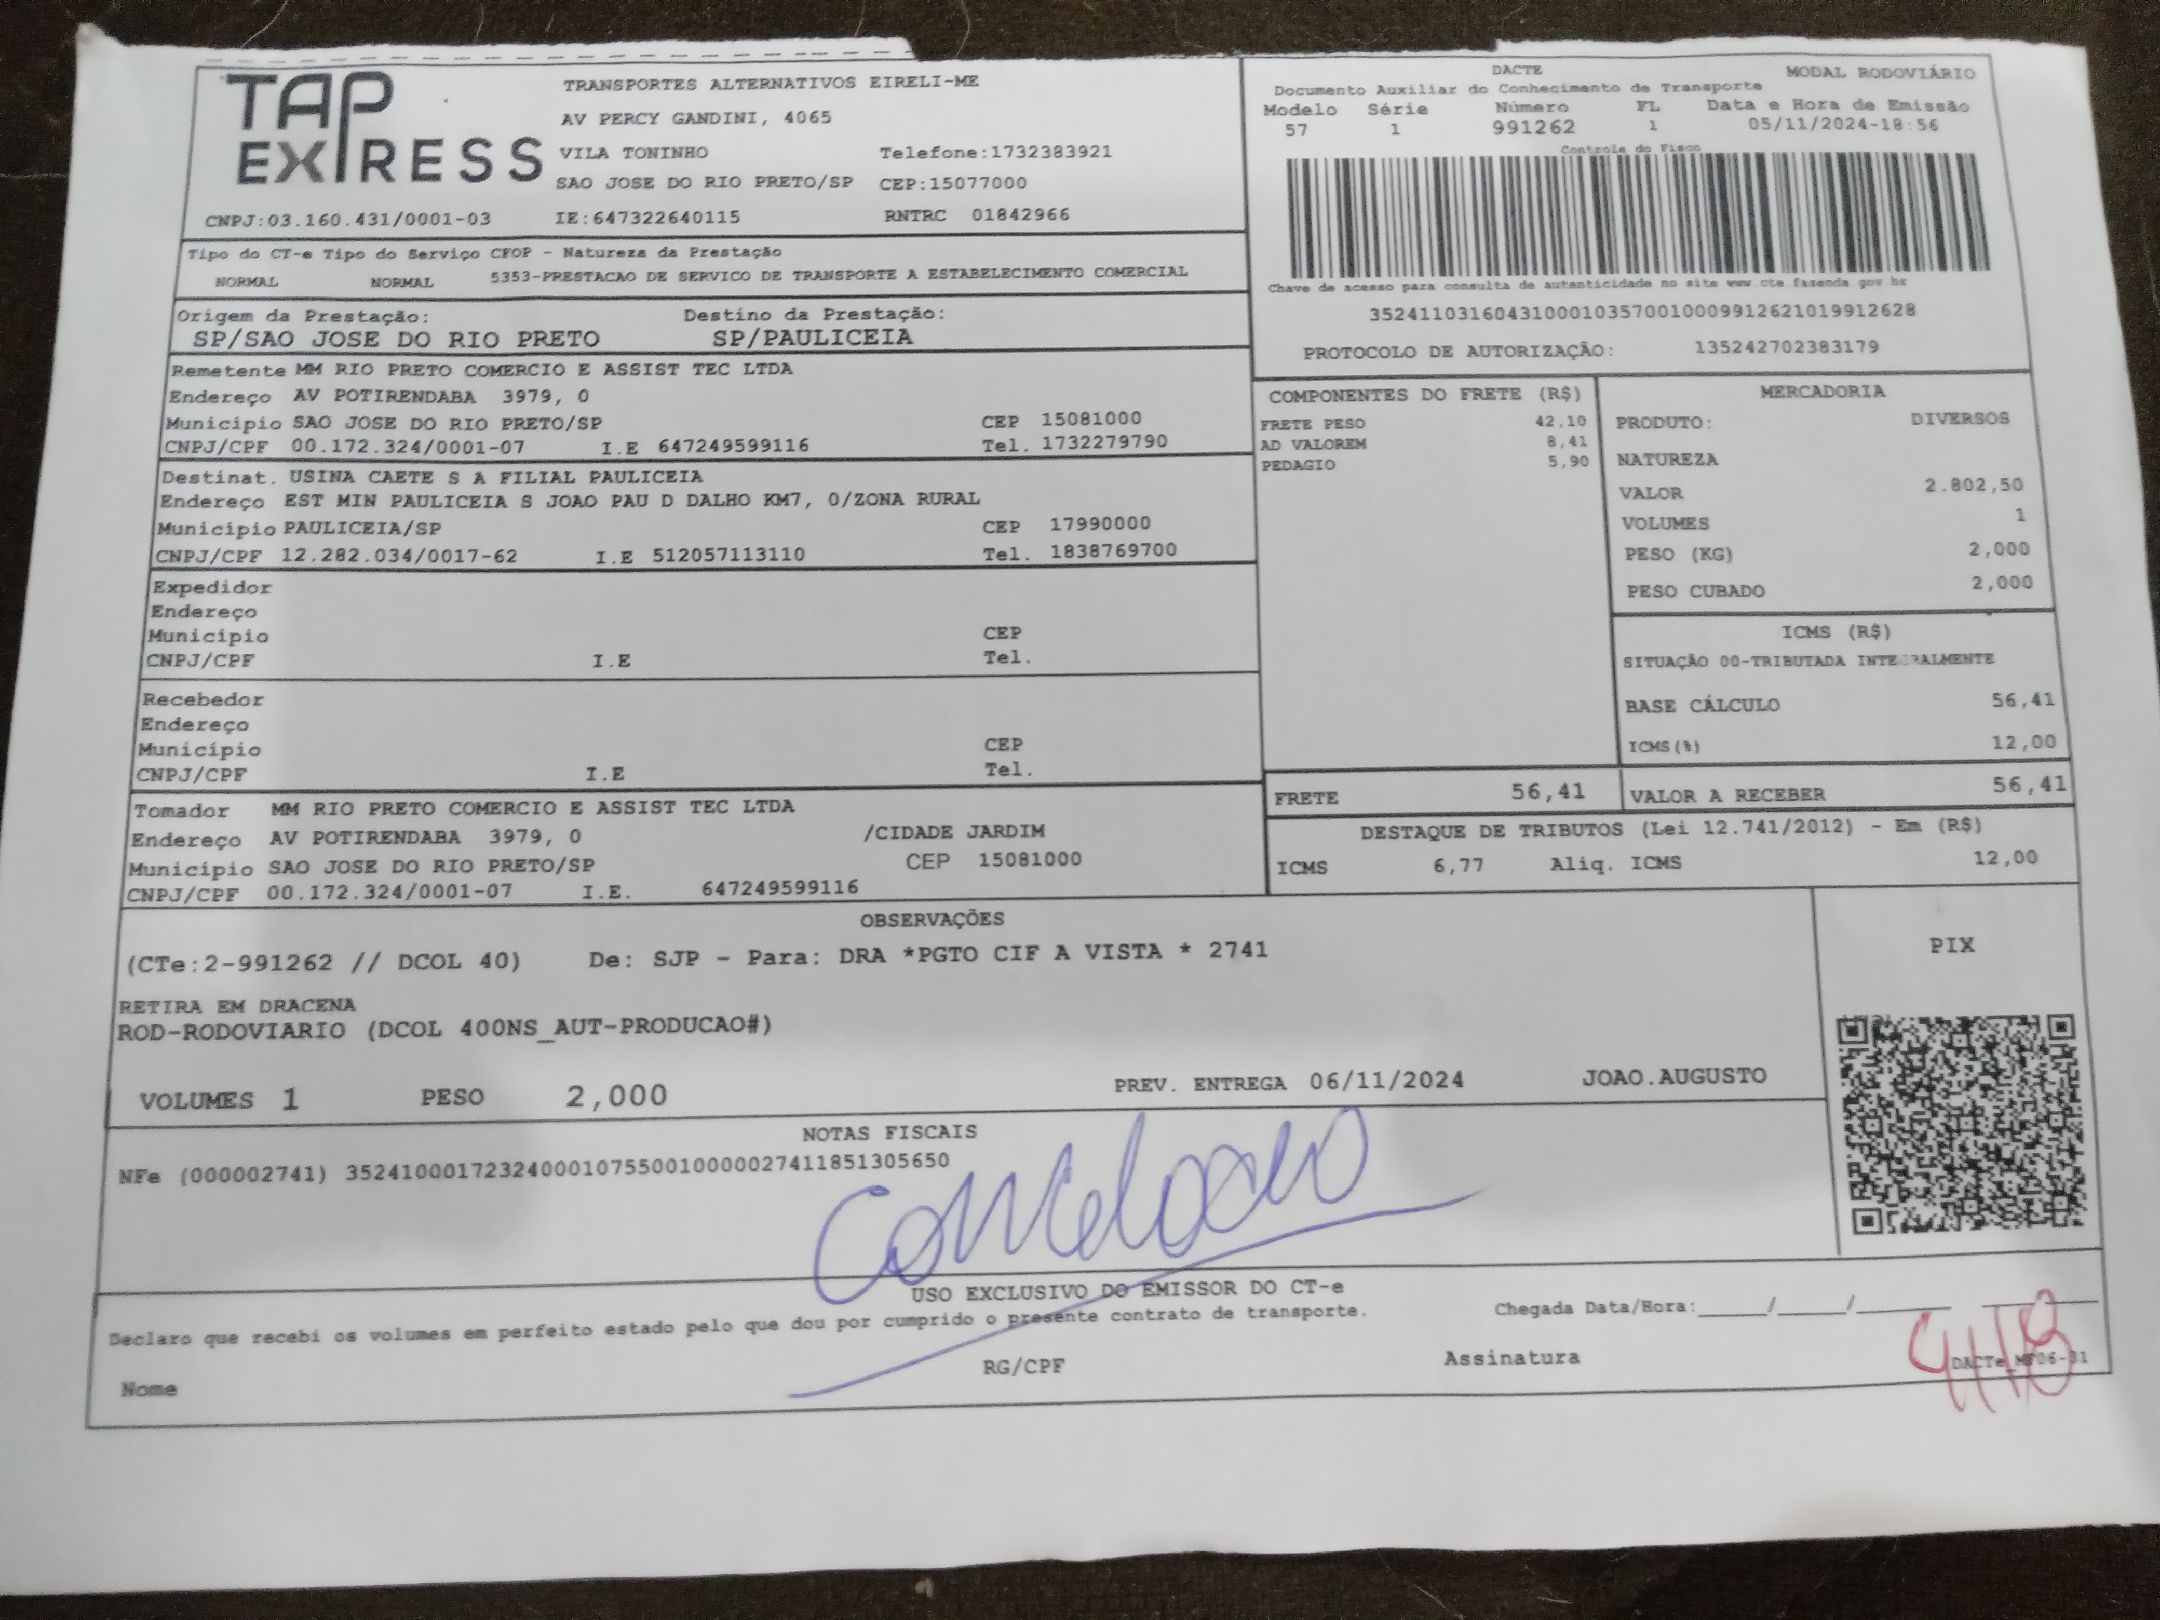 TAP EXPRESS
TRANSPORTES ALTERNATIVOS EIRELI-ME
AV PERCY GANDINI, 4065
VILA TONINHO Telefone:1732383921
SAO JOSE DO RIO PRETO/SP CEP:15077000
CNPJ:03.160.431/0001-03 IE:647322640115 RNTRC 01842966
DACTE MODAL RODOVIÁRIO
Documento Auxiliar do Conhecimento de Transporte
Modelo Série Número FL Data e Hora de Emissão
57 1 991262 1 05/11/2024-18:56
Controle do Fisco
Chave de acesso para consulta de autenticidade no site www.cte.fazenda.gov.br
35241103160431000103570010009912621019912628
PROTOCOLO DE AUTORIZAÇÃO: 135242702383179
Tipo do CT-e Tipo do Serviço CFOP - Natureza da Prestação
NORMAL NORMAL 5353-PRESTACAO DE SERVICO DE TRANSPORTE A ESTABELECIMENTO COMERCIAL
Origem da Prestação: Destino da Prestação:
SP/SAO JOSE DO RIO PRETO SP/PAULICEIA
Remetente MM RIO PRETO COMERCIO E ASSIST TEC LTDA
Endereço AV POTIRENDABA 3979, 0
Município SAO JOSE DO RIO PRETO/SP CEP 15081000
CNPJ/CPF 00.172.324/0001-07 I.E 647249599116 Tel. 1732279790
Destinat. USINA CAETE S A FILIAL PAULICEIA
Endereço EST MIN PAULICEIA S JOAO PAU D DALHO KM7, 0/ZONA RURAL
Município PAULICEIA/SP CEP 17990000
CNPJ/CPF 12.282.034/0017-62 I.E 512057113110 Tel. 1838769700
Expedidor
Endereço
Município CEP
CNPJ/CPF I.E Tel.
Recebedor
Endereço
Município CEP
CNPJ/CPF I.E Tel.
Tomador MM RIO PRETO COMERCIO E ASSIST TEC LTDA
Endereço AV POTIRENDABA 3979, 0 /CIDADE JARDIM
Município SAO JOSE DO RIO PRETO/SP CEP 15081000
CNPJ/CPF 00.172.324/0001-07 I.E. 647249599116
COMPONENTES DO FRETE (R$)
FRETE PESO 42,10
AD VALOREM 8,41
PEDAGIO 5,90
MERCADORIA
PRODUTO: DIVERSOS
NATUREZA
VALOR 2.802,50
VOLUMES 1
PESO (KG) 2,000
PESO CUBADO 2,000
ICMS (R$)
SITUAÇÃO 00-TRIBUTADA INTEGRALMENTE
BASE CÁLCULO 56,41
ICMS(%) 12,00
FRETE 56,41 VALOR A RECEBER 56,41
DESTAQUE DE TRIBUTOS (Lei 12.741/2012) - Em (R$)
ICMS 6,77 Aliq. ICMS 12,00
OBSERVAÇÕES
(CTe:2-991262 // DCOL 40) De: SJP - Para: DRA *PGTO CIF A VISTA * 2741
RETIRA EM DRACENA
ROD-RODOVIARIO (DCOL 400NS_AUT-PRODUCAO#)
VOLUMES 1 PESO 2,000 PREV. ENTREGA 06/11/2024 JOAO.AUGUSTO
PIX
NOTAS FISCAIS
NFe (000002741) 35241000172324000107550010000027411851305650
Cancelado
USO EXCLUSIVO DO EMISSOR DO CT-e
Declaro que recebi os volumes em perfeito estado pelo que dou por cumprido o presente contrato de transporte. Chegada Data/Hora:_____/_____/______
Nome RG/CPF Assinatura